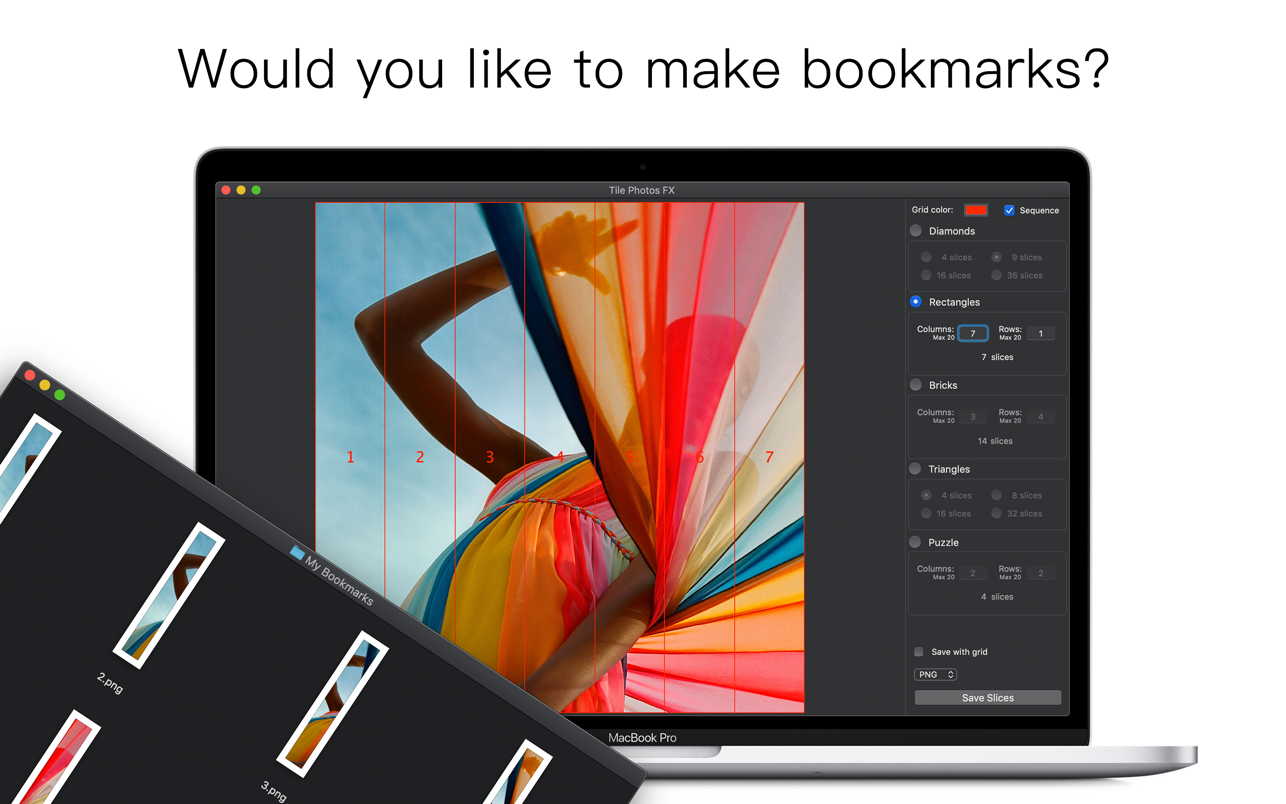 Would you like to make bookmarks?
Tile Photos FX
Grid color:
Sequence
Diamonds
4 slices
9 slices
16 slices
36 slices
Rectangles
Columns: 7 Rows: 1
Max 20 Max 20
7 slices
Bricks
Columns: 3 Rows: 4
Max 20 Max 20
14 slices
Triangles
4 slices
8 slices
16 slices
32 slices
Puzzle
Columns: 2 Rows: 2
Max 20 Max 20
4 slices
Save with grid
PNG
Save Slices
1 2 3 4 5 6 7
MacBook Pro
My Bookmarks
2.png
3.png